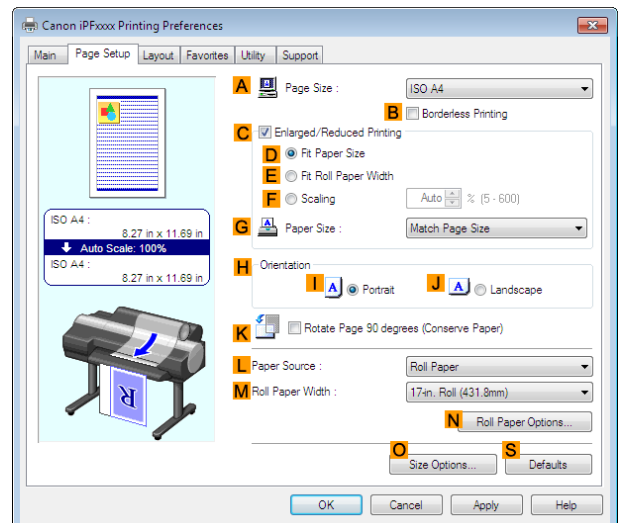 Canon iPFxxxx Printing Preferences
Main Page Setup Layout Favorites Utility Support
A Page Size : ISO A4
B Borderless Printing
C Enlarged/Reduced Printing
D Fit Paper Size
E Fit Roll Paper Width
F Scaling Auto % (5 - 600)
ISO A4 :
8.27 in x 11.69 in
Auto Scale: 100%
ISO A4 :
8.27 in x 11.69 in
G Paper Size : Match Page Size
H Orientation
I A Portrait J A Landscape
K Rotate Page 90 degrees (Conserve Paper)
L Paper Source : Roll Paper
M Roll Paper Width : 17-in. Roll (431.8mm)
R
N Roll Paper Options...
O Size Options... S Defaults
OK Cancel Apply Help